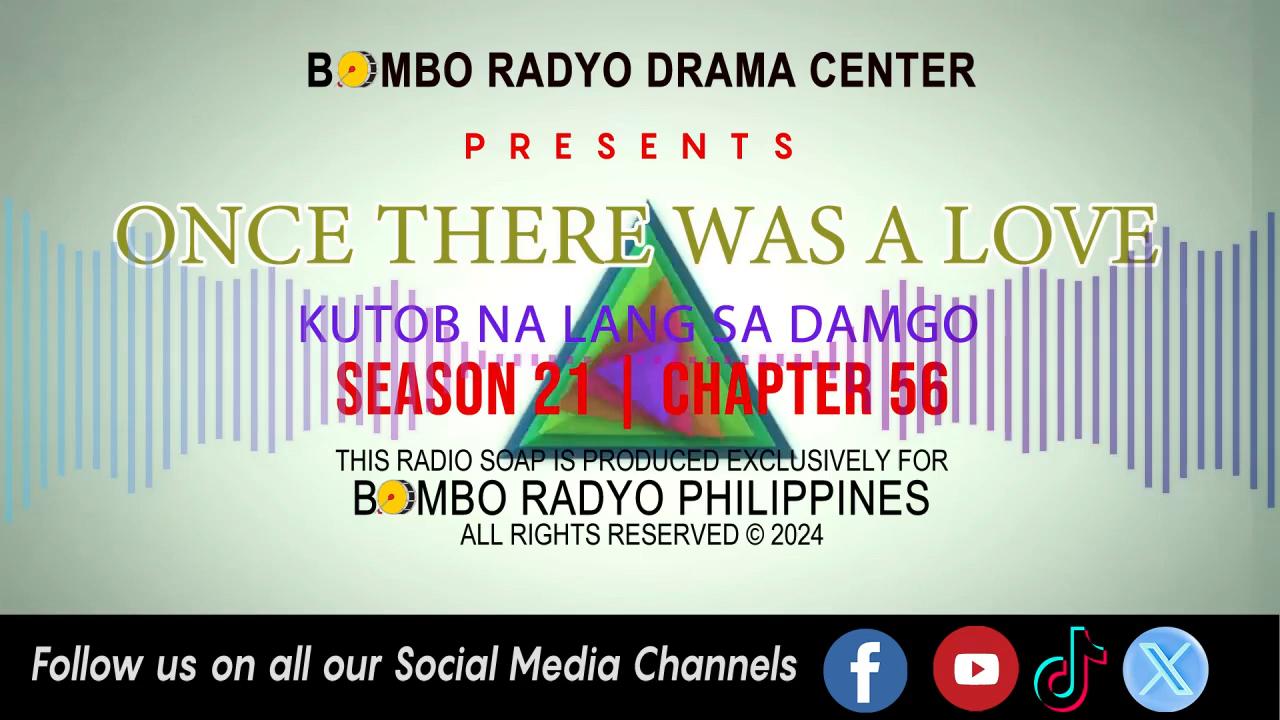 BOMBO RADYO DRAMA CENTER
PRESENTS
ONCE THERE WAS A LOVE
KUTOB NA LANG SA DAMGO
SEASON 21 | CHAPTER 56
THIS RADIO SOAP IS PRODUCED EXCLUSIVELY FOR
BOMBO RADYO PHILIPPINES
ALL RIGHTS RESERVED © 2024
Follow us on all our Social Media Channels